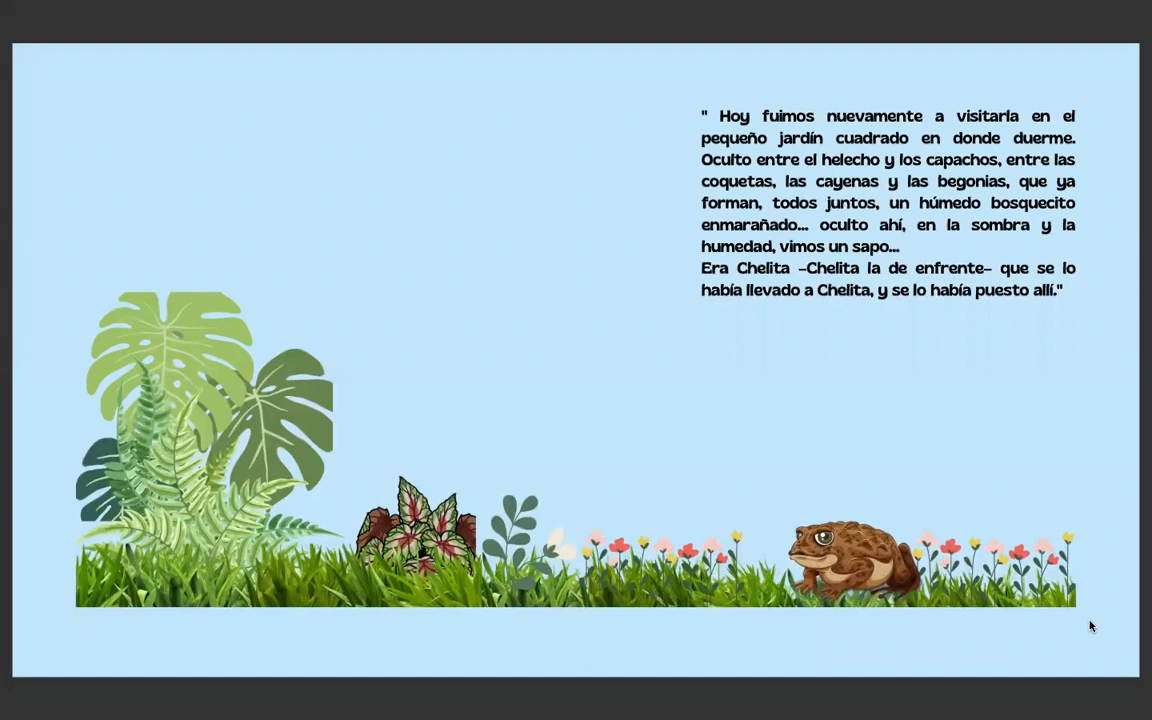 " Hoy fuimos nuevamente a visitarla en el
pequeño jardín cuadrado en donde duerme.
Oculto entre el helecho y los capachos, entre las
coquetas, las cayenas y las begonias, que ya
forman, todos juntos, un húmedo bosquecito
enmarañado... oculto ahí, en la sombra y la
humedad, vimos un sapo...
Era Chelita -Chelita la de enfrente- que se lo
había llevado a Chelita, y se lo había puesto allí."